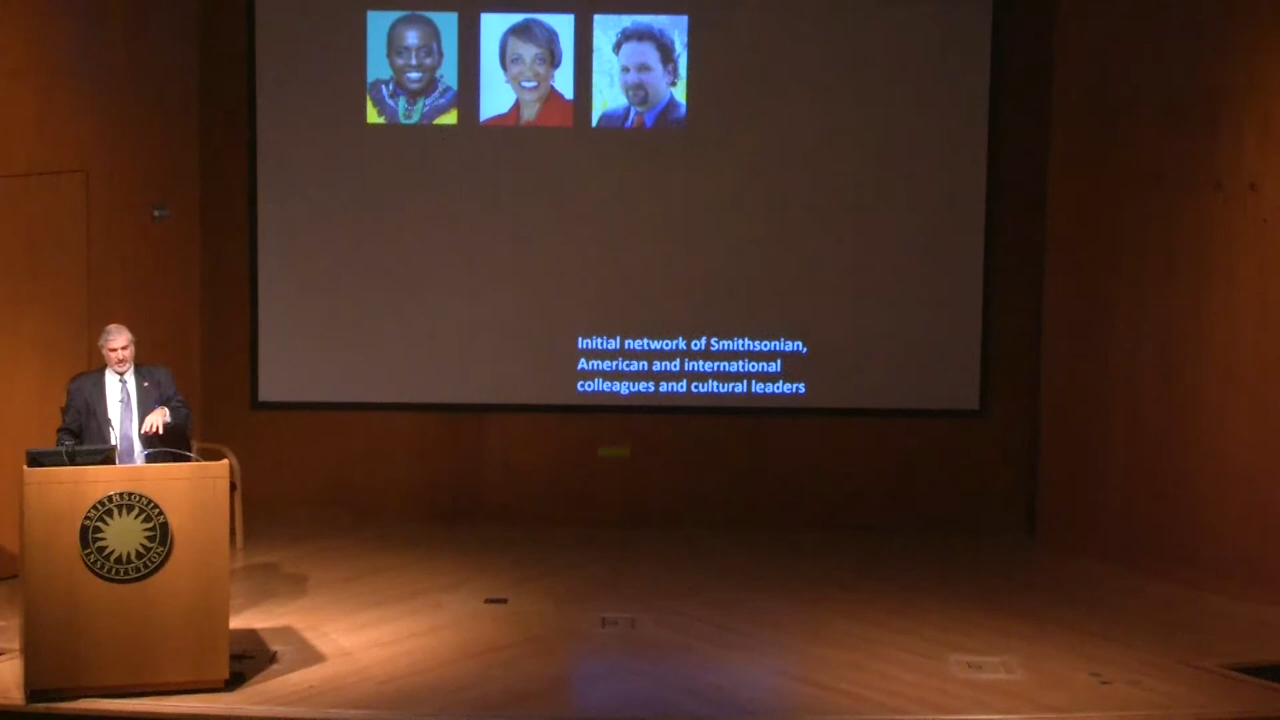 Initial network of Smithsonian,
American and international
colleagues and cultural leaders
SMITHSONIAN
INSTITUTION